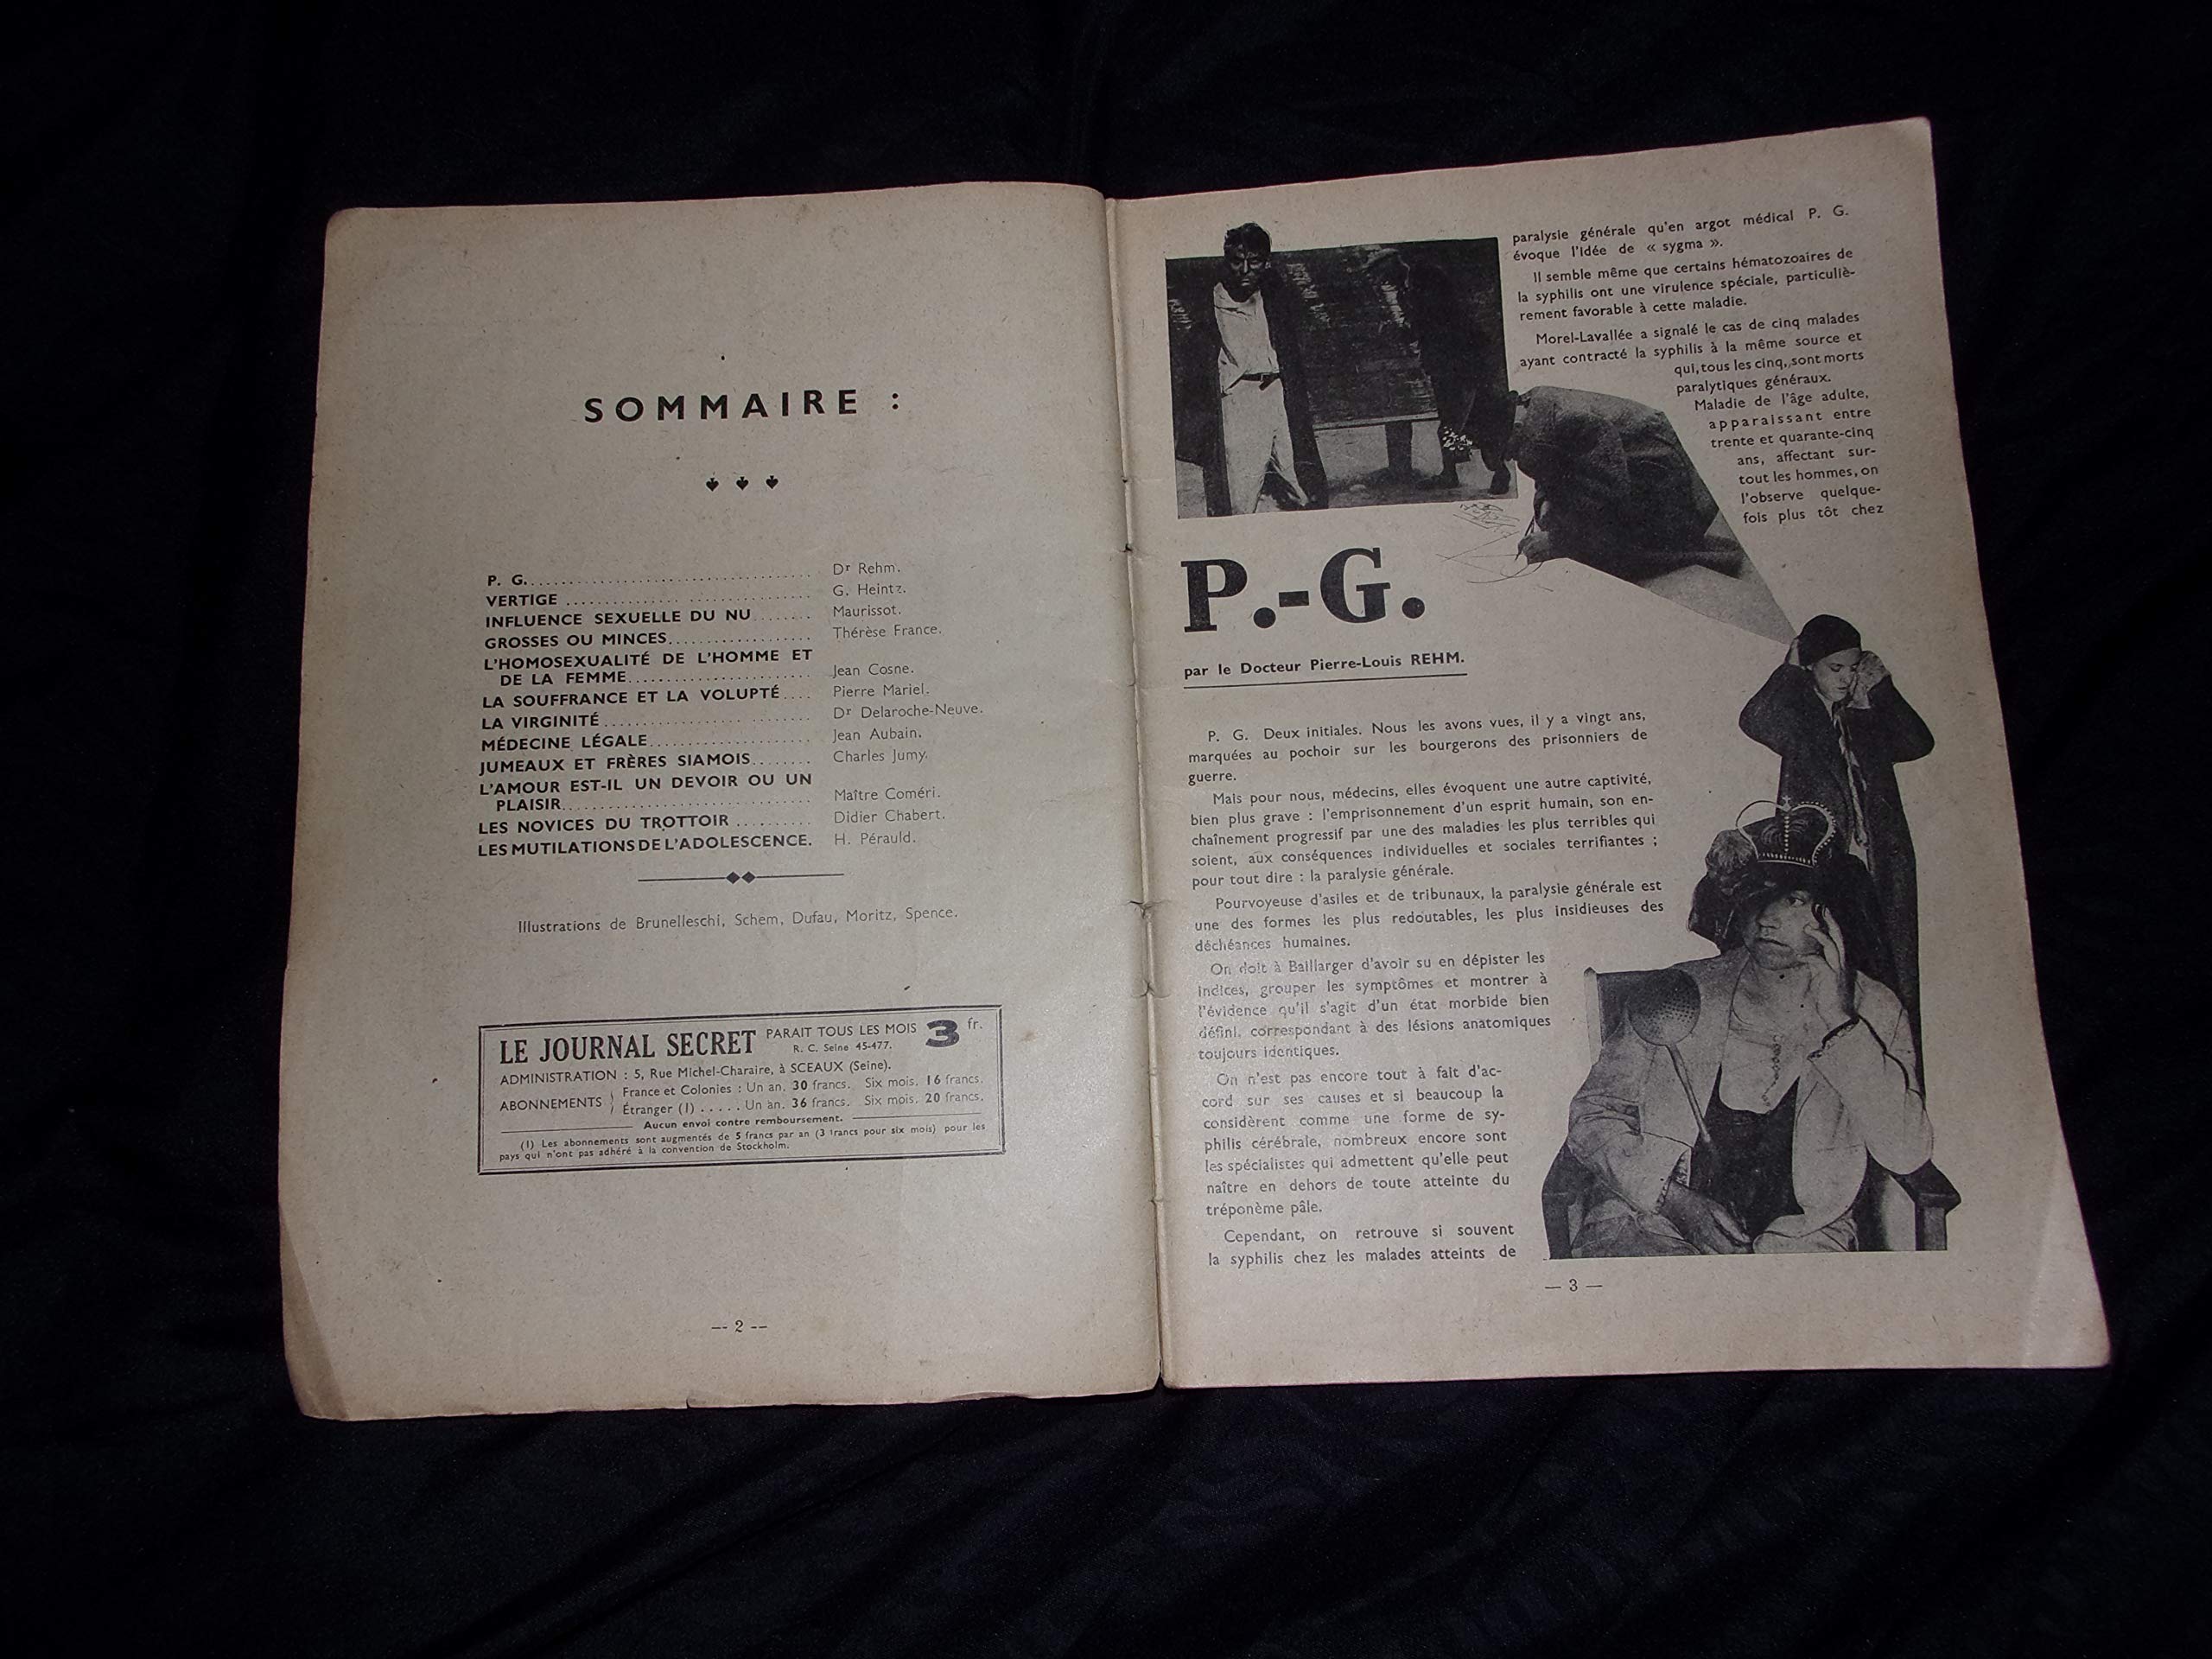 SOMMAIRE :
P. G. Dr Rehm.
VERTIGE G. Heintz.
INFLUENCE SEXUELLE DU NU Maurissot.
GROSSES OU MINCES Thérèse France.
L'HOMOSEXUALITÉ DE L'HOMME ET
DE LA FEMME Jean Cosne.
LA SOUFFRANCE ET LA VOLUPTÉ Pierre Mariel.
LA VIRGINITÉ Dr Delaroche-Neuve.
MÉDECINE LÉGALE Jean Aubain.
JUMEAUX ET FRÈRES SIAMOIS Charles Jumy.
L'AMOUR EST-IL UN DEVOIR OU UN
PLAISIR Maître Coméri.
LES NOVICES DU TROTTOIR Didier Chabert.
LES MUTILATIONS DE L'ADOLESCENCE. H. Pérauld.
Illustrations de Brunelleschi, Schem, Dufau, Moritz, Spence.
LE JOURNAL SECRET PARAIT TOUS LES MOIS 3 fr.
R. C. Seine 45-477.
ADMINISTRATION : 5, Rue Michel-Charaire, à SCEAUX (Seine).
ABONNEMENTS France et Colonies : Un an. 30 francs. Six mois. 16 francs.
Étranger (1) ..... Un an. 36 francs. Six mois. 20 francs.
Aucun envoi contre remboursement.
(1) Les abonnements sont augmentés de 5 francs par an (3 francs pour six mois) pour les
pays qui n'ont pas adhéré à la convention de Stockholm.
-- 2 --
P.-G.
par le Docteur Pierre-Louis REHM.
P. G. Deux initiales. Nous les avons vues, il y a vingt ans,
marquées au pochoir sur les bourgerons des prisonniers de
guerre.
Mais pour nous, médecins, elles évoquent une autre captivité,
bien plus grave : l'emprisonnement d'un esprit humain, son en-
chaînement progressif par une des maladies les plus terribles qui
soient, aux conséquences individuelles et sociales terrifiantes ;
pour tout dire : la paralysie générale.
Pourvoyeuse d'asiles et de tribunaux, la paralysie générale est
une des formes les plus redoutables, les plus insidieuses des
déchéances humaines.
On doit à Baillarger d'avoir su en dépister les
indices, grouper les symptômes et montrer à
l'évidence qu'il s'agit d'un état morbide bien
défini, correspondant à des lésions anatomiques
toujours identiques.
On n'est pas encore tout à fait d'ac-
cord sur ses causes et si beaucoup la
considèrent comme une forme de sy-
philis cérébrale, nombreux encore sont
les spécialistes qui admettent qu'elle peut
naître en dehors de toute atteinte du
tréponème pâle.
Cependant, on retrouve si souvent
la syphilis chez les malades atteints de
paralysie générale qu'en argot médical P. G.
évoque l'idée de « sygma ».
Il semble même que certains hématozoaires de
la syphilis ont une virulence spéciale, particuliè-
rement favorable à cette maladie.
Morel-Lavallée a signalé le cas de cinq malades
ayant contracté la syphilis à la même source et
qui, tous les cinq, sont morts
paralytiques généraux.
Maladie de l'âge adulte,
apparaissant entre
trente et quarante-cinq
ans, affectant sur-
tout les hommes, on
l'observe quelque-
fois plus tôt chez
— 3 —